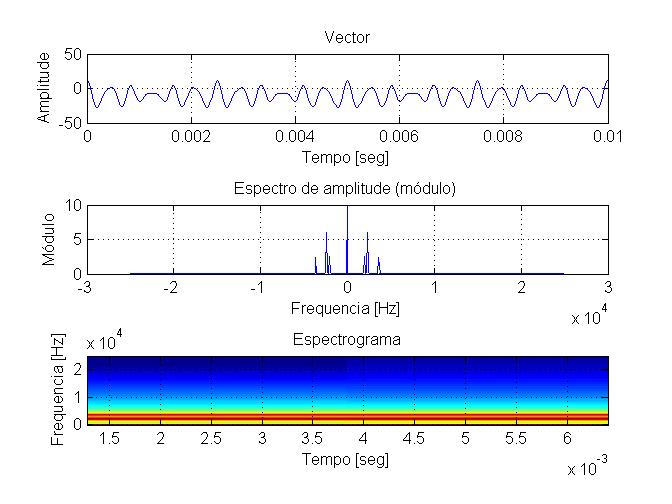 Vector
Amplitude
50
0
-50
0 0.002 0.004 0.006 0.008 0.01
Tempo [seg]
Espectro de amplitude (módulo)
Módulo
10
5
0
-3 -2 -1 0 1 2 3
Frequencia [Hz]
x 10^4
Espectrograma
x 10^4
Frequencia [Hz]
2
1
0
1.5 2 2.5 3 3.5 4 4.5 5 5.5 6
Tempo [seg]
x 10^-3